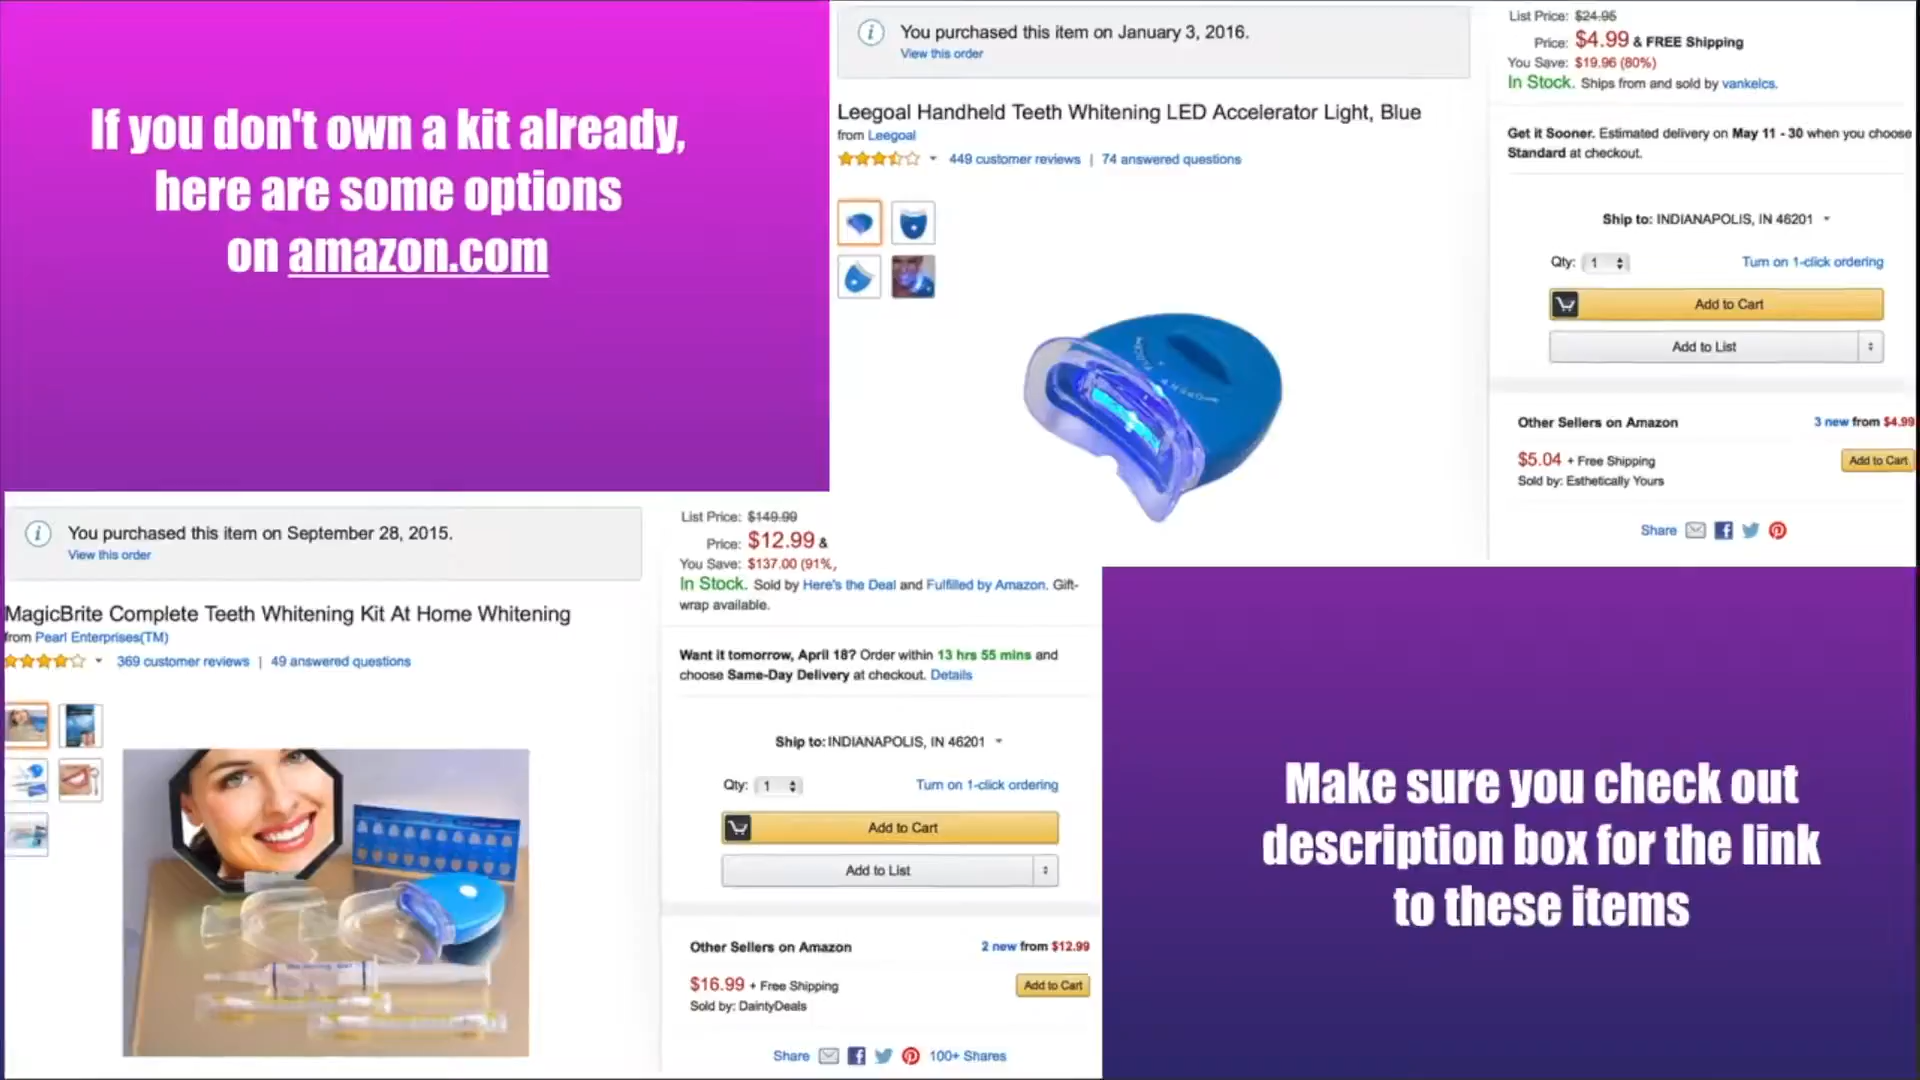 If you don't own a kit already,
here are some options
on amazon.com
You purchased this item on January 3, 2016.
View this order
Leegoal Handheld Teeth Whitening LED Accelerator Light, Blue
from Leegoal
449 customer reviews | 74 answered questions
List Price: $24.95
Price: $4.99 & FREE Shipping
You Save: $19.96 (80%)
In Stock. Ships from and sold by vankelcs.
Get it Sooner. Estimated delivery on May 11 - 30 when you choose
Standard at checkout.
Ship to: INDIANAPOLIS, IN 46201
Qty: 1 Turn on 1-click ordering
Add to Cart
Add to List
Other Sellers on Amazon 3 new from $4.99
$5.04 + Free Shipping Add to Cart
Sold by: Esthetically Yours
Share
You purchased this item on September 28, 2015.
View this order
MagicBrite Complete Teeth Whitening Kit At Home Whitening
from Pearl Enterprises(TM)
369 customer reviews | 49 answered questions
List Price: $149.99
Price: $12.99 &
You Save: $137.00 (91%,
In Stock. Sold by Here's the Deal and Fulfilled by Amazon. Gift-
wrap available.
Want it tomorrow, April 18? Order within 13 hrs 55 mins and
choose Same-Day Delivery at checkout. Details
Ship to: INDIANAPOLIS, IN 46201
Qty: 1 Turn on 1-click ordering
Add to Cart
Add to List
Other Sellers on Amazon 2 new from $12.99
$16.99 + Free Shipping Add to Cart
Sold by: DaintyDeals
Share 100+ Shares
Make sure you check out
description box for the link
to these items